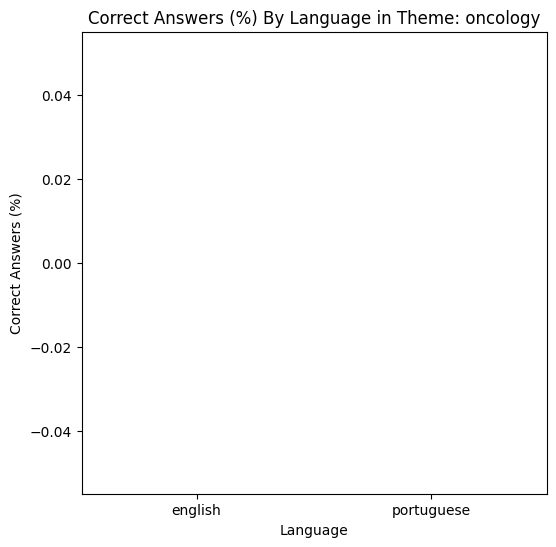 Correct Answers (%) By Language in Theme: oncology
0.04
0.02
0.00
−0.02
−0.04
Correct Answers (%)
english
portuguese
Language